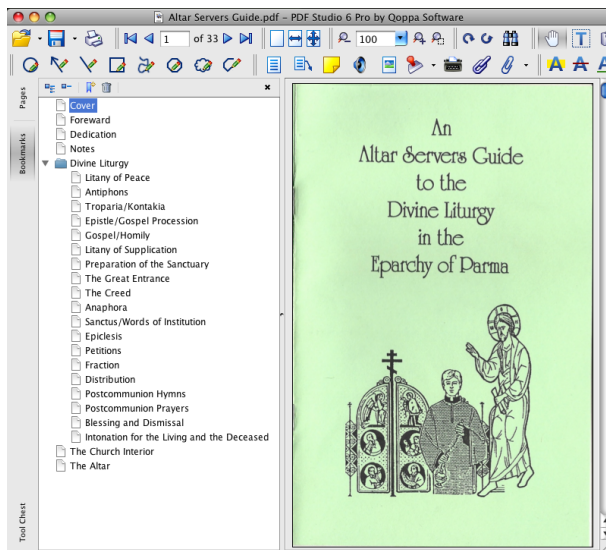 Altar Servers Guide.pdf - PDF Studio 6 Pro by Qoppa Software
1 of 33 100
Pages
Bookmarks
Tool Chest
Cover
Foreward
Dedication
Notes
Divine Liturgy
Litany of Peace
Antiphons
Troparia/Kontakia
Epistle/Gospel Procession
Gospel/Homily
Litany of Supplication
Preparation of the Sanctuary
The Great Entrance
The Creed
Anaphora
Sanctus/Words of Institution
Epiclesis
Petitions
Fraction
Distribution
Postcommunion Hymns
Postcommunion Prayers
Blessing and Dismissal
Intonation for the Living and the Deceased
The Church Interior
The Altar
An
Altar Servers Guide
to the
Divine Liturgy
in the
Eparchy of Parma